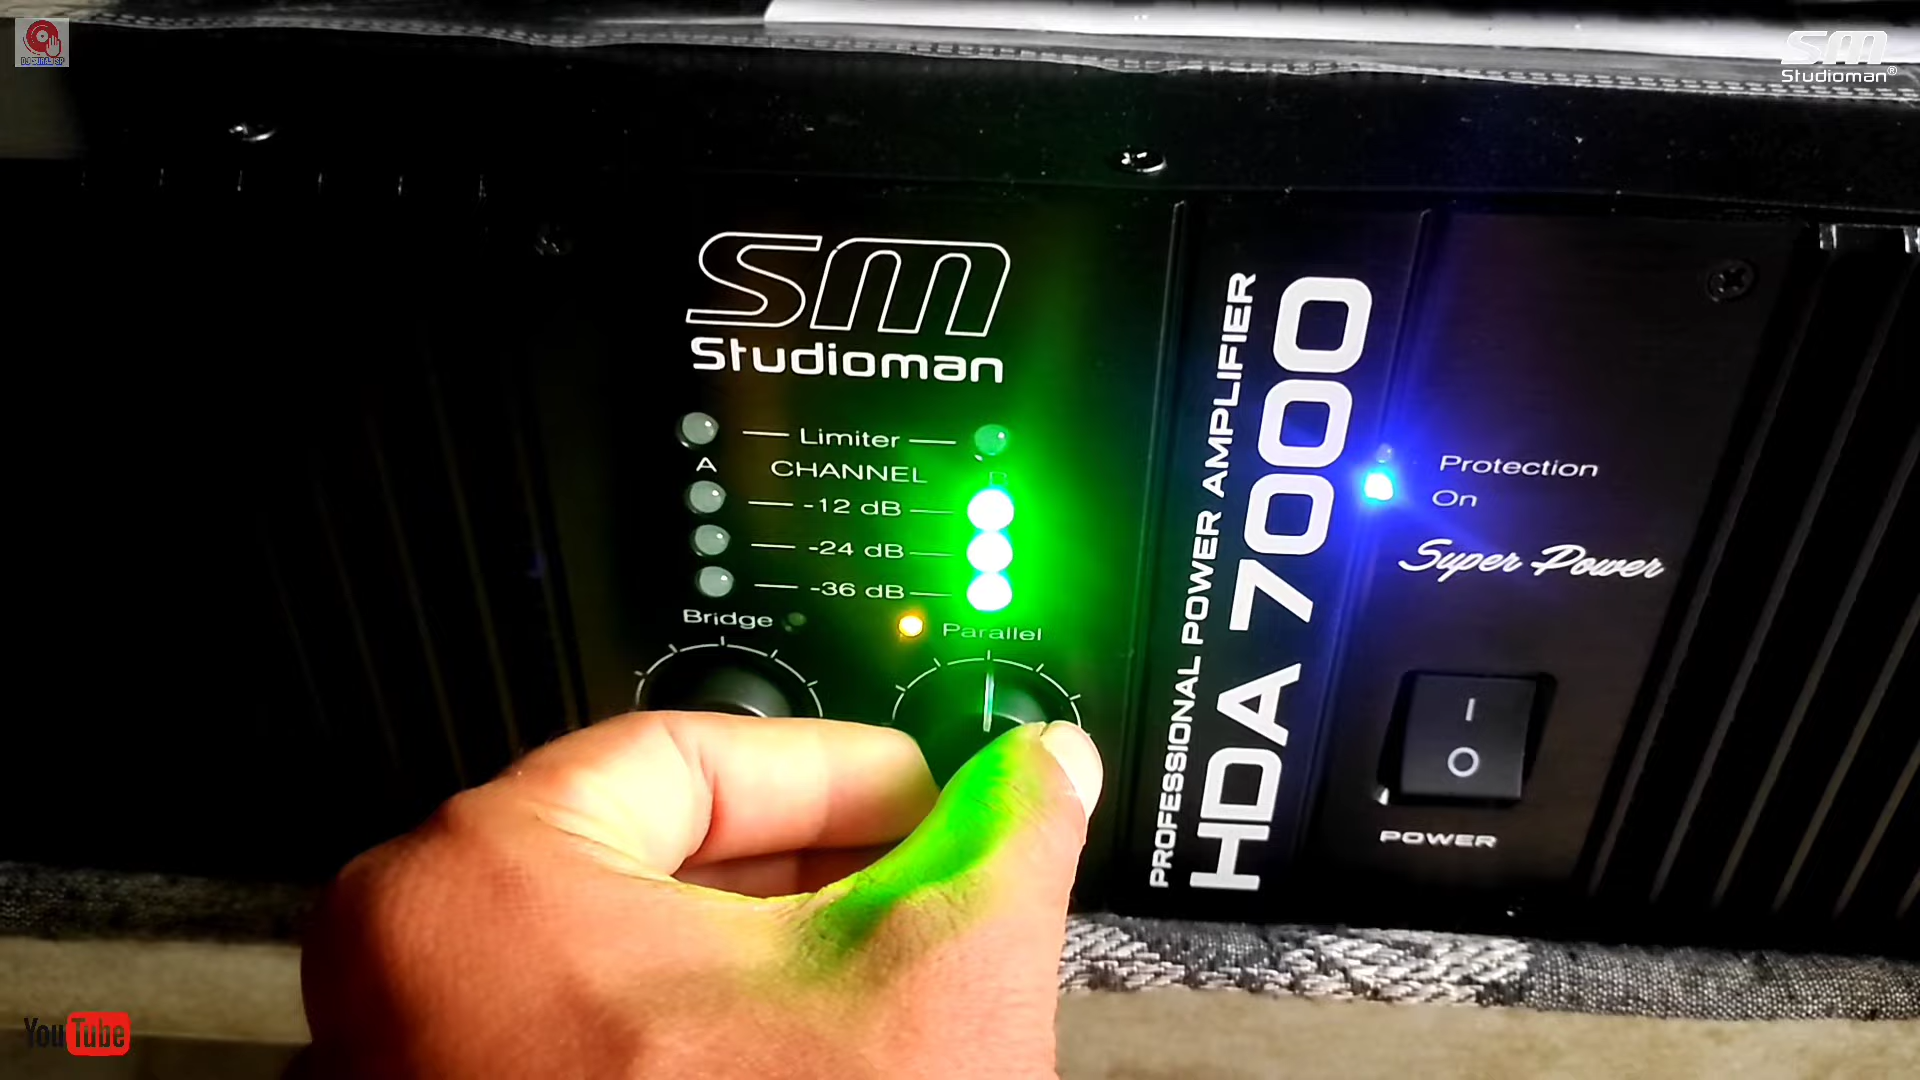 SM
Studioman®
SM
Studioman
Limiter
A
CHANNEL
-12 dB
-24 dB
-36 dB
Bridge
Parallel
PROFESSIONAL POWER AMPLIFIER
HDA 7000
Protection
On
Super Power
POWER
YouTube